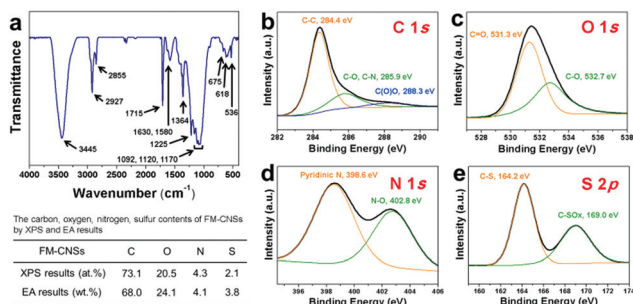 a
Transmittance
2855
2927
3445
1715
1630, 1580
1364
1225
1092, 1120, 1170
675
618
536
4000 3500 3000 2500 2000 1500 1000 500
Wavenumber (cm-1)
b
C 1s
C-C, 284.4 eV
C-O, C-N, 285.9 eV
C(O)O, 288.3 eV
Intensity (a.u.)
282 284 286 288 290
Binding Energy (eV)
c
O 1s
C=O, 531.3 eV
C-O, 532.7 eV
Intensity (a.u.)
528 530 532 534 536
Binding Energy (eV)
d
N 1s
Pyridinic N, 398.6 eV
N-O, 402.8 eV
Intensity (a.u.)
396 398 400 402 404 406
Binding Energy (eV)
e
S 2p
C-S, 164.2 eV
C-SOx, 169.0 eV
Intensity (a.u.)
160 162 164 166 168 170 172 174
Binding Energy (eV)
The carbon, oxygen, nitrogen, sulfur contents of FM-CNSs
by XPS and EA results
FM-CNSs C O N S
XPS results (at.%) 73.1 20.5 4.3 2.1
EA results (wt.%) 68.0 24.1 4.1 3.8